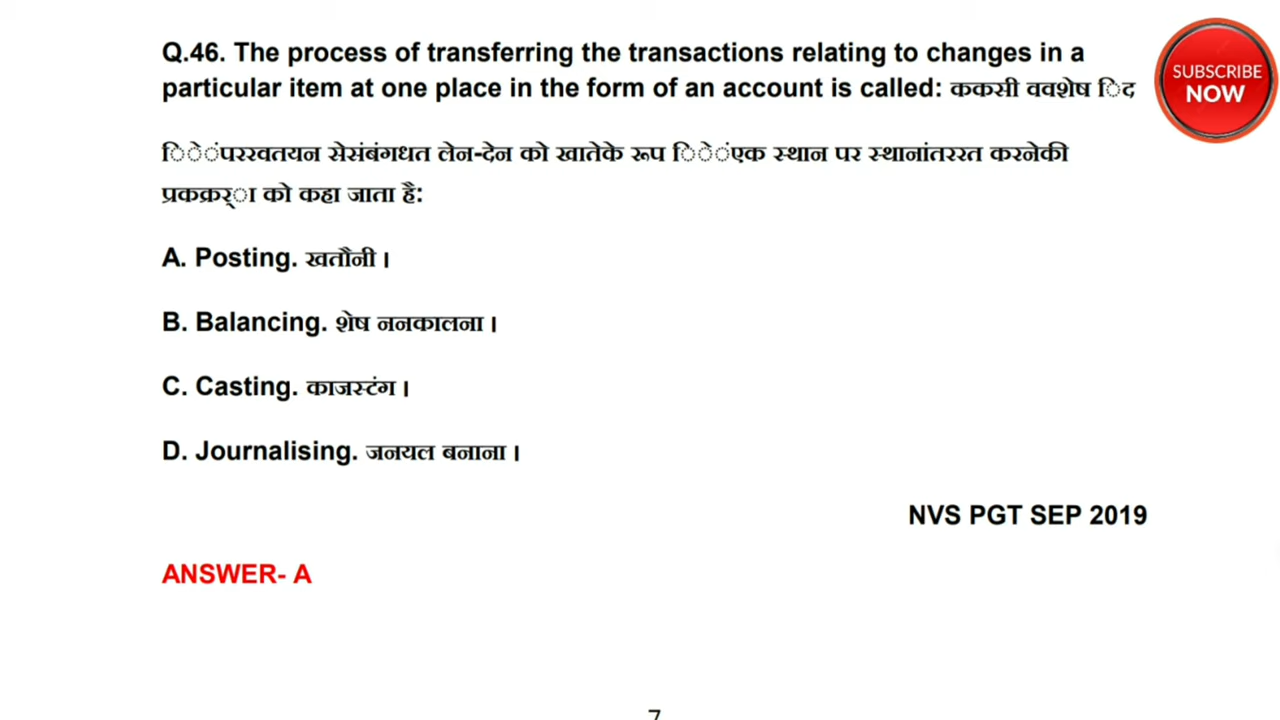 Q.46. The process of transferring the transactions relating to changes in a
particular item at one place in the form of an account is called: ककसी ववशेष िद
िेंपररवतयन सेसंबंगधत लेन-देन को खातेके रूप िेंएक स्थान पर स्थानांतररत करनेकी
प्रकक्रर््ा को कहा जाता है:
A. Posting. खतौनी।
B. Balancing. शेष ननकालना।
C. Casting. काजस्टंग।
D. Journalising. जनयल बनाना।
NVS PGT SEP 2019
ANSWER- A
SUBSCRIBE
NOW
7